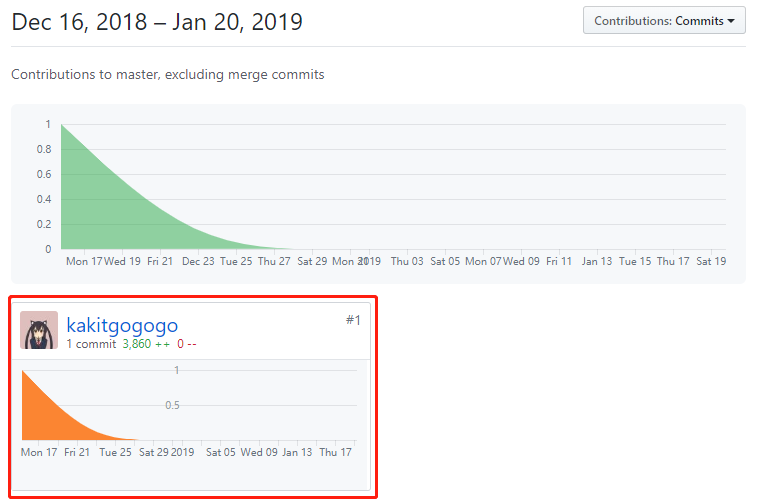 Dec 16, 2018 – Jan 20, 2019
Contributions: Commits
Contributions to master, excluding merge commits
1
0.8
0.6
0.4
0.2
0
Mon 17 Wed 19 Fri 21 Dec 23 Tue 25 Thu 27 Sat 29 Mon 31 2019 Thu 03 Sat 05 Mon 07 Wed 09 Fri 11 Jan 13 Tue 15 Thu 17 Sat 19
kakitgogogo
#1
1 commit 3,860 ++ 0 --
1
0.5
Mon 17 Fri 21 Tue 25 Sat 29 2019 Sat 05 Wed 09 Jan 13 Thu 17